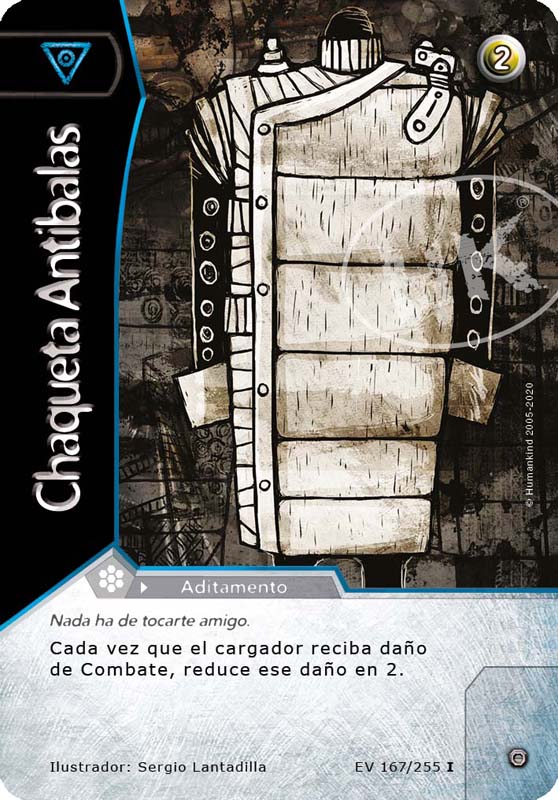 2
Chaqueta Antibalas
K®
© Humankind 2005-2020
Aditamento
Nada ha de tocarte amigo.
Cada vez que el cargador reciba daño
de Combate, reduce ese daño en 2.
Ilustrador: Sergio Lantadilla
EV 167/255 I